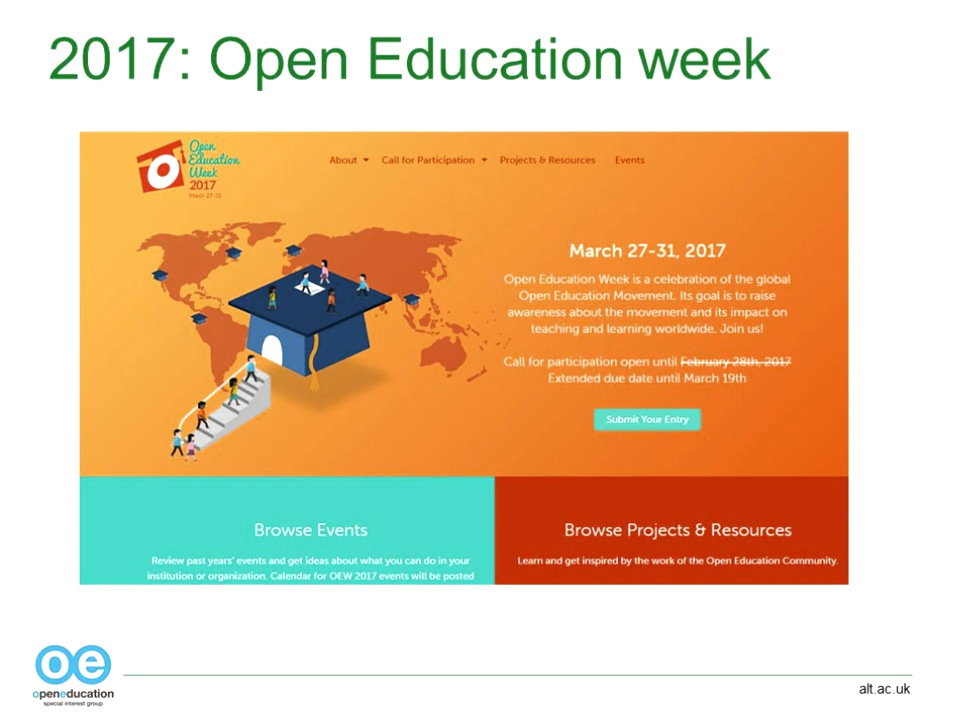 2017: Open Education week
Open
Education
Week
2017
March 27-31
About
Call for Participation
Projects & Resources
Events
March 27-31, 2017
Open Education Week is a celebration of the global
Open Education Movement. Its goal is to raise
awareness about the movement and its impact on
teaching and learning worldwide. Join us!
Call for participation open until February 28th, 2017
Extended due date until March 19th
Submit Your Entry
Browse Events
Review past years' events and get ideas about what you can do in your
institution or organization. Calendar for OEW 2017 events will be posted
Browse Projects & Resources
Learn and get inspired by the work of the Open Education Community.
oe
openeducation
special interest group
alt.ac.uk